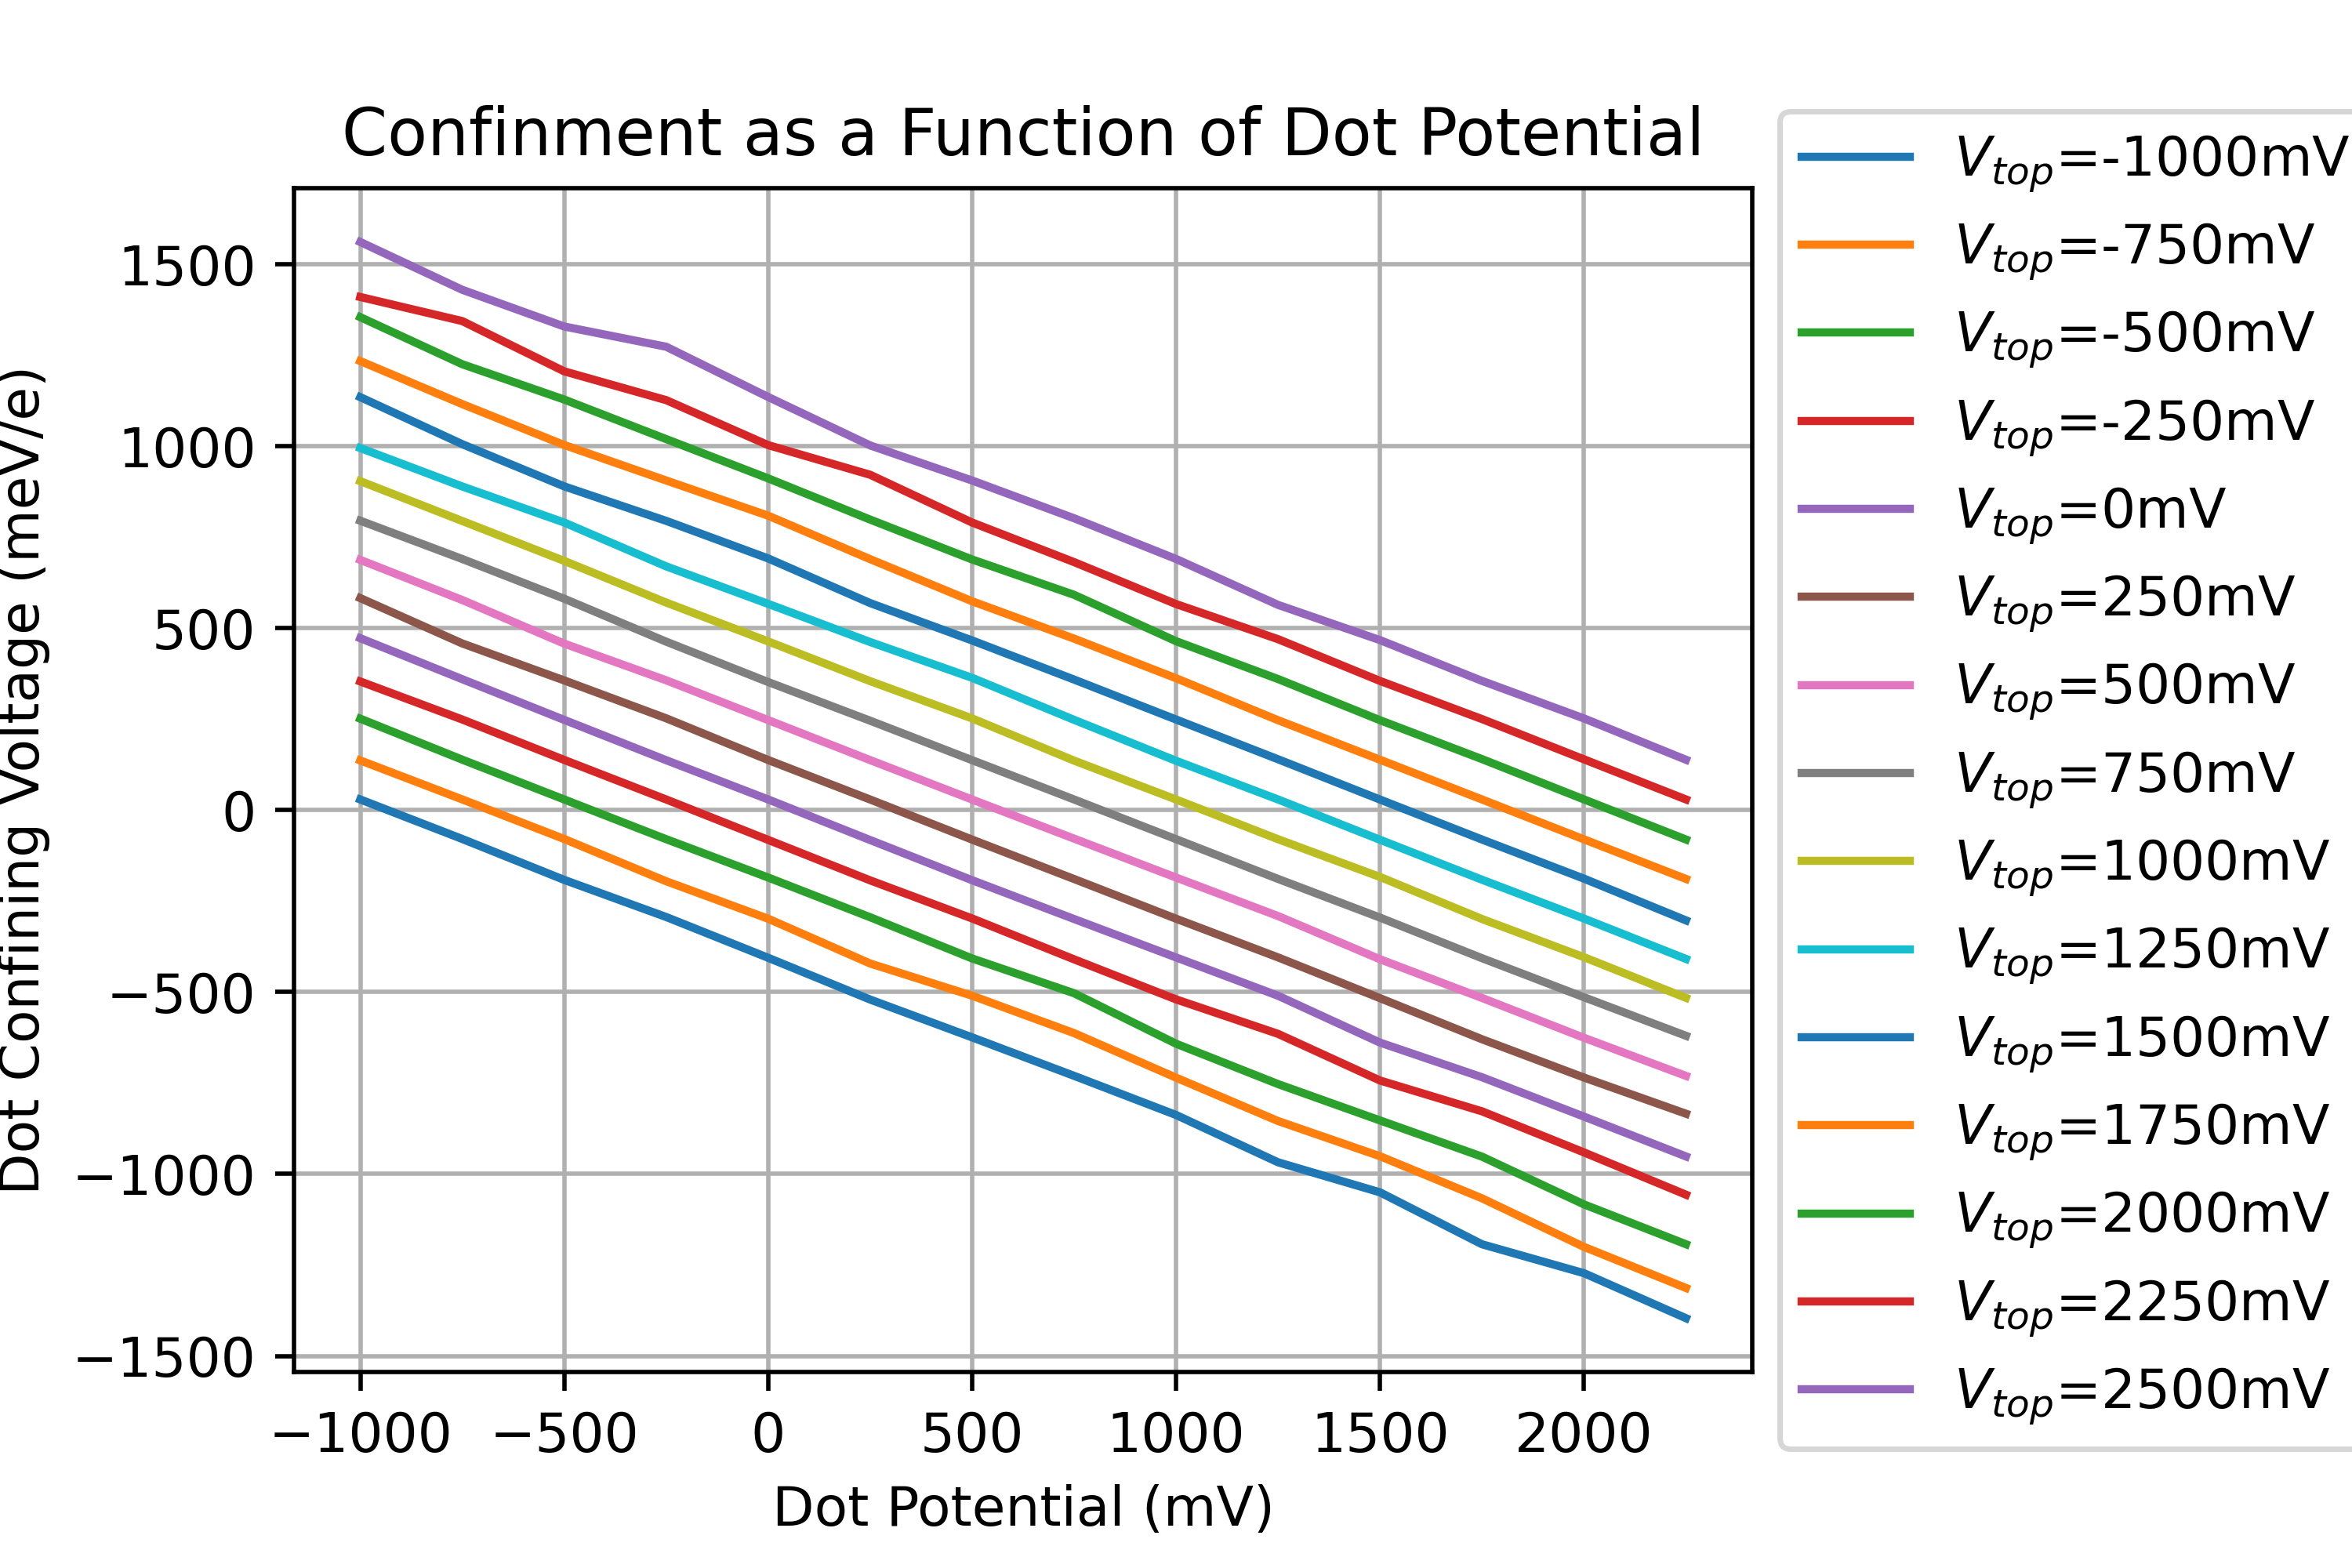 Confinment as a Function of Dot Potential
Dot Confining Voltage (meV/e)
1500
1000
500
0
−500
−1000
−1500
−1000
−500
0
500
1000
1500
2000
Dot Potential (mV)
Vtop=-1000mV
Vtop=-750mV
Vtop=-500mV
Vtop=-250mV
Vtop=0mV
Vtop=250mV
Vtop=500mV
Vtop=750mV
Vtop=1000mV
Vtop=1250mV
Vtop=1500mV
Vtop=1750mV
Vtop=2000mV
Vtop=2250mV
Vtop=2500mV